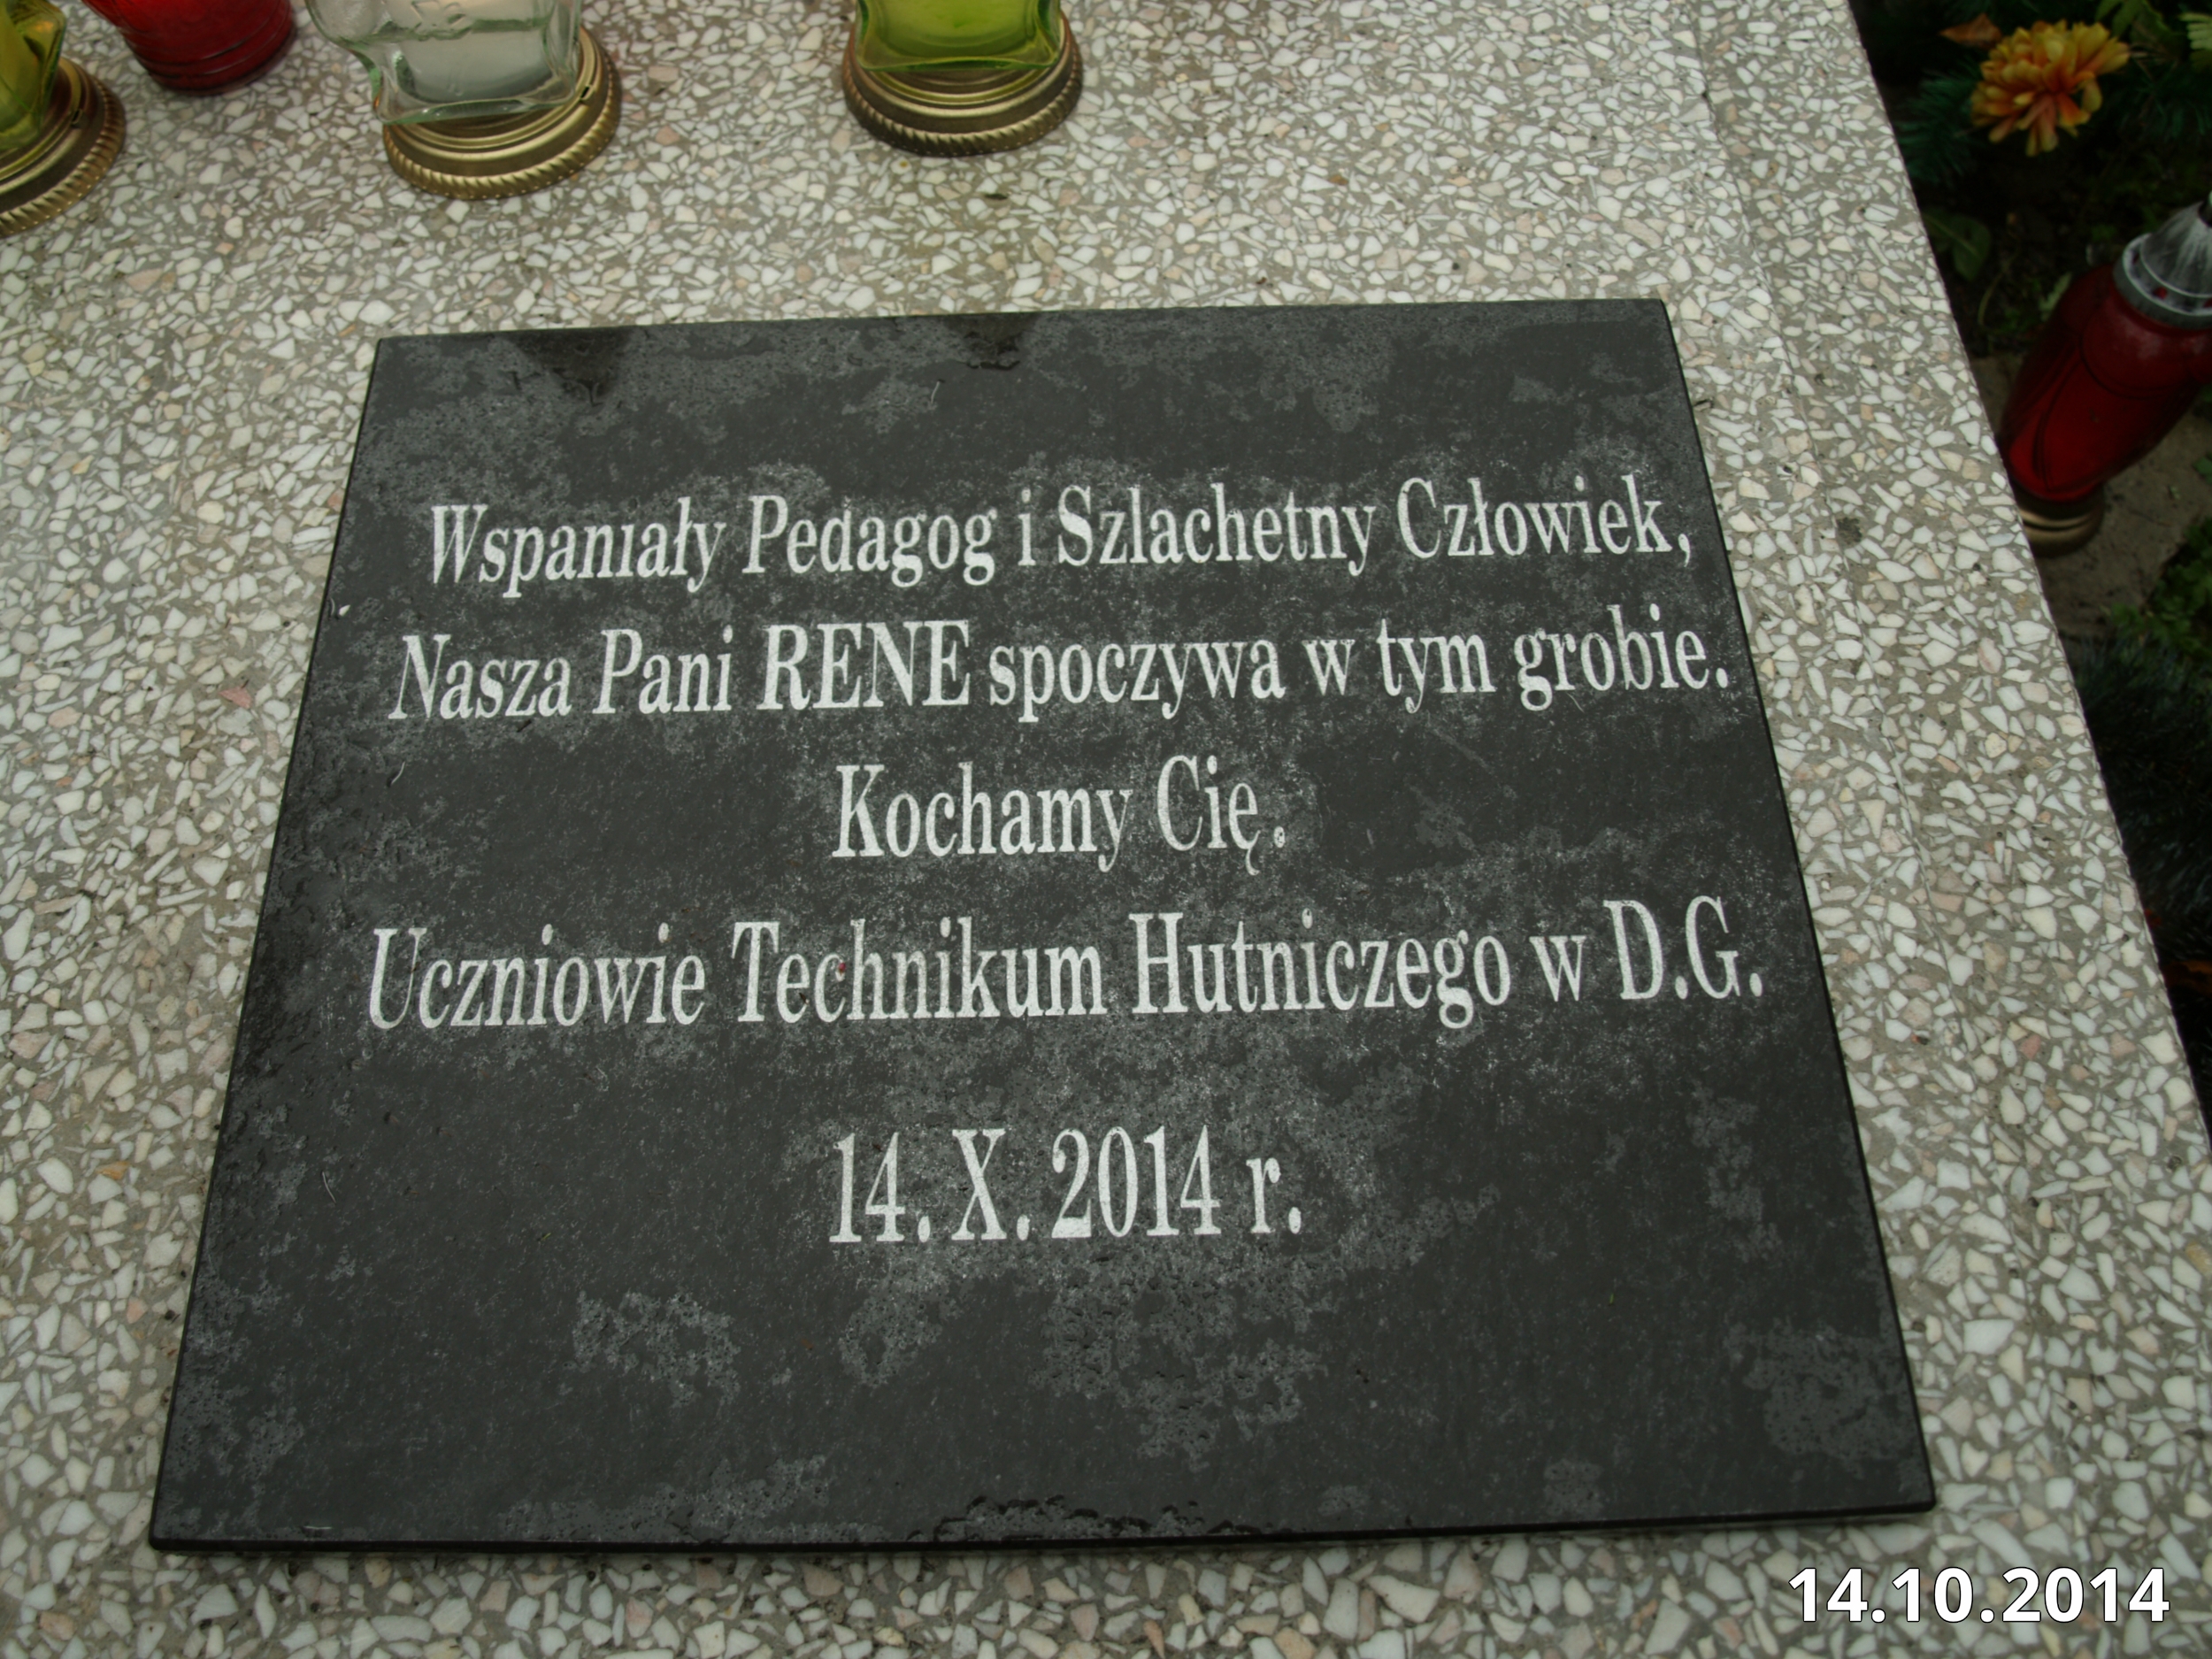 Wspaniały Pedagog i Szlachetny Człowiek,
Nasza Pani RENE spoczywa w tym grobie.
Kochamy Cię.
Uczniowie Technikum Hutniczego w D.G.
14. X. 2014 r.
14.10.2014